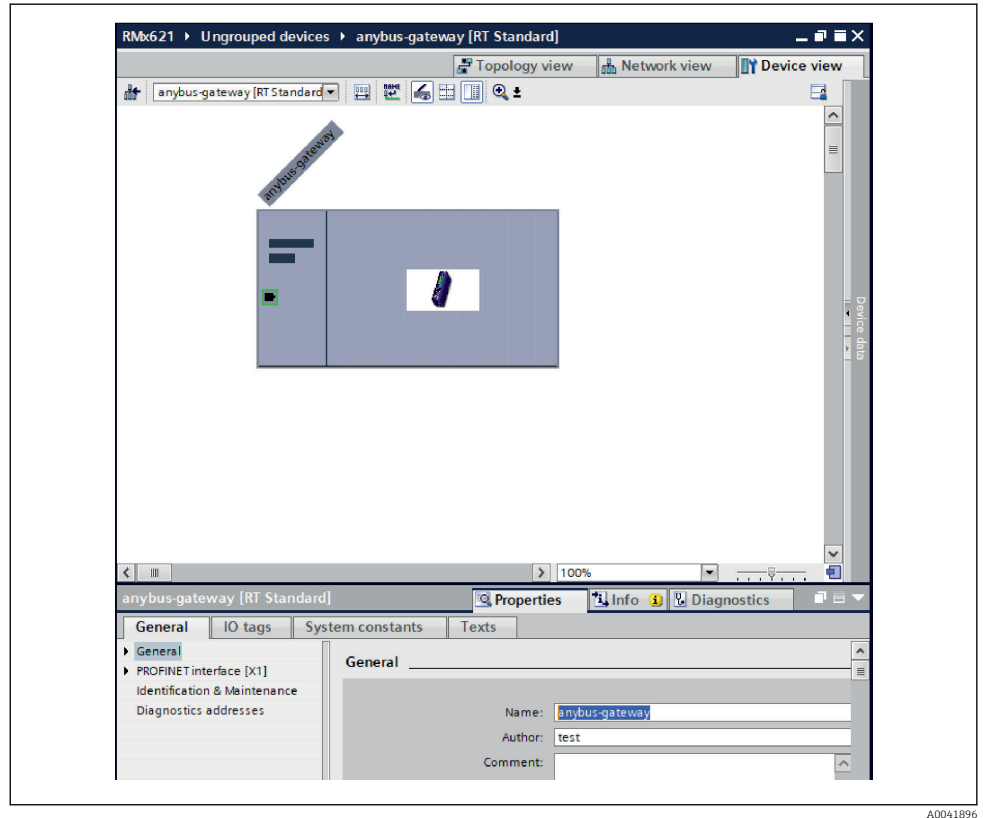 RMx621 ▸ Ungrouped devices ▸ anybus-gateway [RT Standard]
Topology view Network view Device view
anybus-gateway [RT Standard NAME
anybus-gateway
Device data
100%
anybus-gateway [RT Standard] Properties Info Diagnostics
General IO tags System constants Texts
General
PROFINET interface [X1]
Identification & Maintenance
Diagnostics addresses
General
Name: anybus-gateway
Author: test
Comment:
A0041896